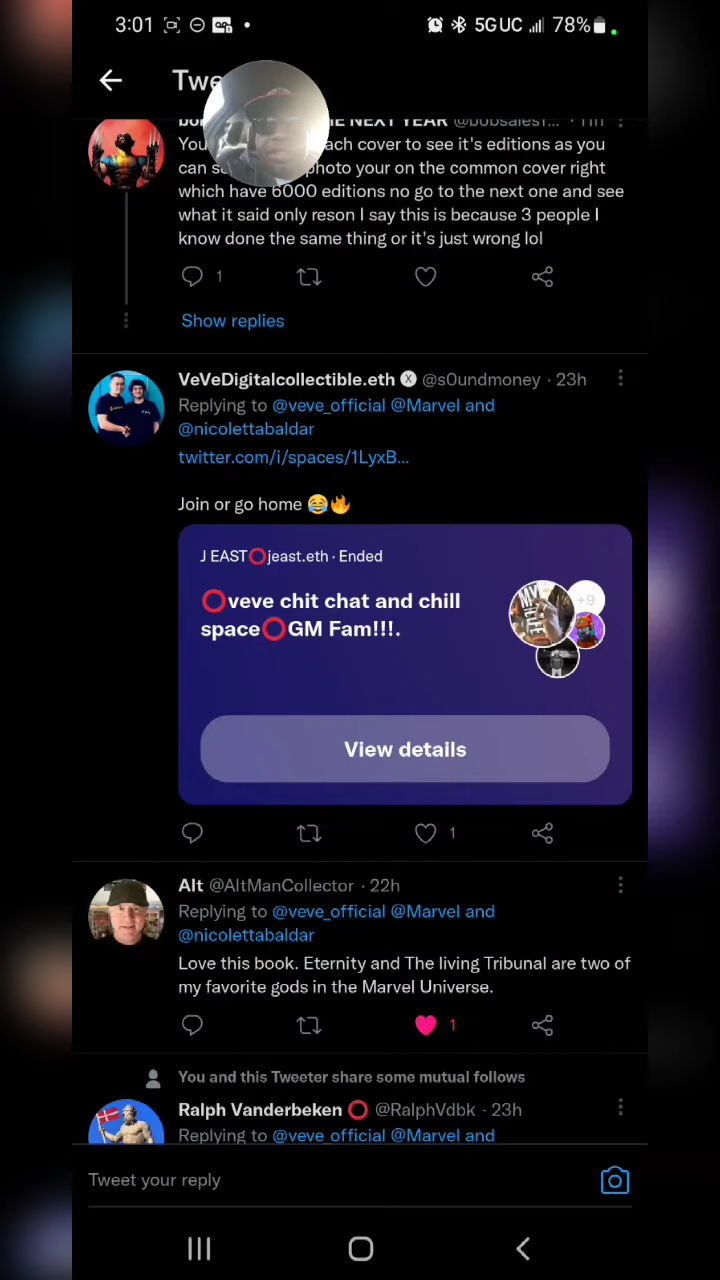 3:01 5GUC 78%
Twe
NEXT YEAR @bobsales1... · 11h
You ach cover to see it's editions as you
can s photo your on the common cover right
which have 6000 editions no go to the next one and see
what it said only reson I say this is because 3 people I
know done the same thing or it's just wrong lol
1
Show replies
VeVeDigitalcollectible.eth @s0undmoney · 23h
Replying to @veve_official @Marvel and
@nicolettabaldar
twitter.com/i/spaces/1LyxB...
Join or go home 😂🔥
J EAST⭕jeast.eth · Ended
⭕veve chit chat and chill
space⭕GM Fam!!!.
+9
View details
1
Alt @AltManCollector · 22h
Replying to @veve_official @Marvel and
@nicolettabaldar
Love this book. Eternity and The living Tribunal are two of
my favorite gods in the Marvel Universe.
1
You and this Tweeter share some mutual follows
Ralph Vanderbeken ⭕ @RalphVdbk · 23h
Replying to @veve_official @Marvel and
Tweet your reply